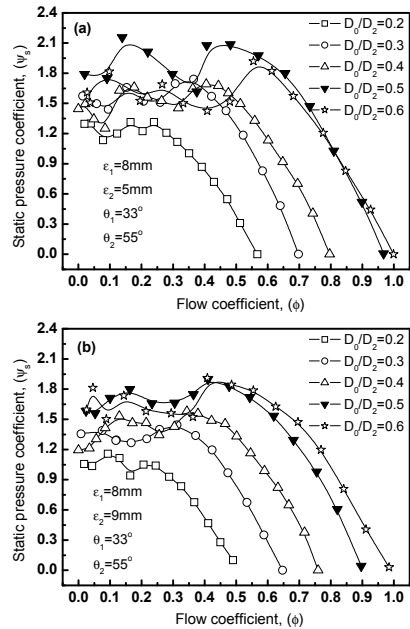 (a)
D₀/D₂=0.2
D₀/D₂=0.3
D₀/D₂=0.4
D₀/D₂=0.5
D₀/D₂=0.6
ε₁=8mm
ε₂=5mm
θ₁=33°
θ₂=55°
Static pressure coefficient, (ψₛ)
2.4
2.1
1.8
1.5
1.2
0.9
0.6
0.3
0.0
0.0 0.1 0.2 0.3 0.4 0.5 0.6 0.7 0.8 0.9 1.0
Flow coefficient, (ϕ)
(b)
D₀/D₂=0.2
D₀/D₂=0.3
D₀/D₂=0.4
D₀/D₂=0.5
D₀/D₂=0.6
ε₁=8mm
ε₂=9mm
θ₁=33°
θ₂=55°
Static pressure coefficient, (ψₛ)
2.4
2.1
1.8
1.5
1.2
0.9
0.6
0.3
0.0
0.0 0.1 0.2 0.3 0.4 0.5 0.6 0.7 0.8 0.9 1.0
Flow coefficient, (ϕ)